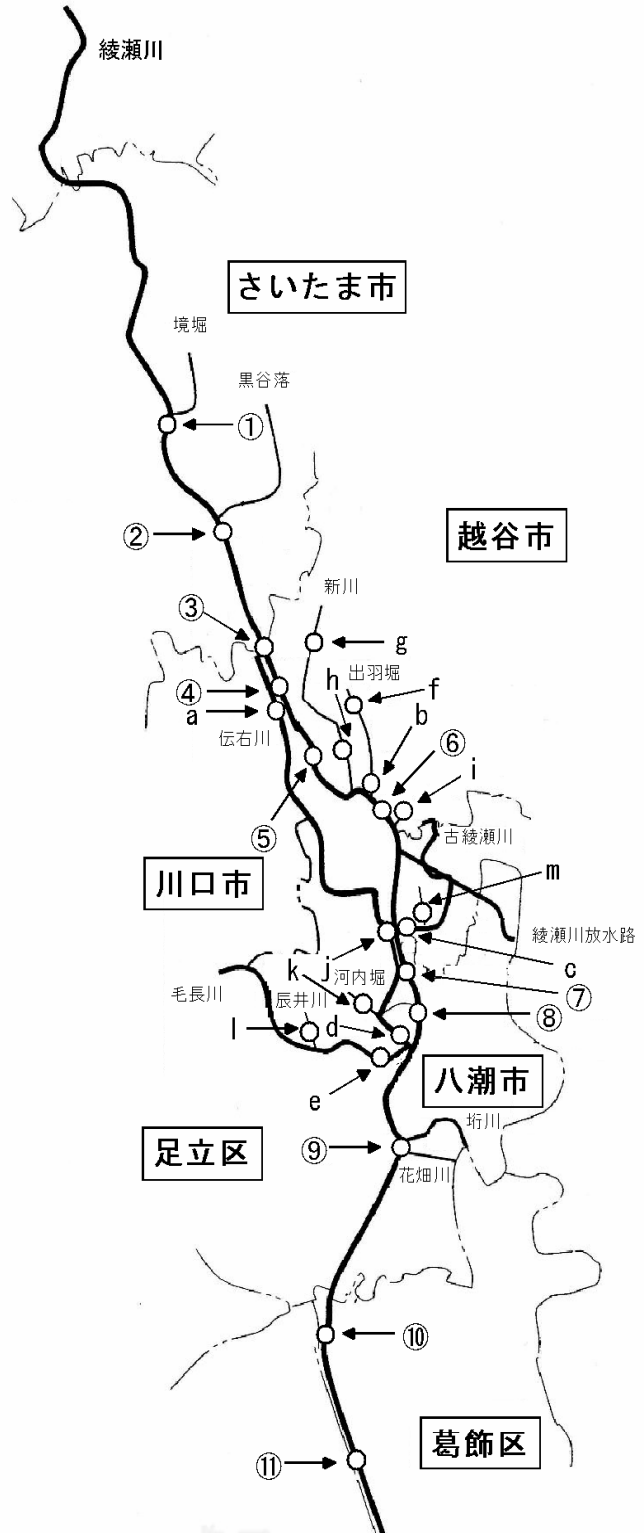 綾瀬川
さいたま市
境堀
黒谷落
①
②
越谷市
新川
③
g
出羽堀
h
f
④
b
a
⑥
伝右川
i
⑤
古綾瀬川
川口市
m
綾瀬川放水路
j
c
k
河内堀
毛長川
辰井川
⑦
l
d
⑧
e
八潮市
垳川
足立区
⑨
花畑川
⑩
葛飾区
⑪